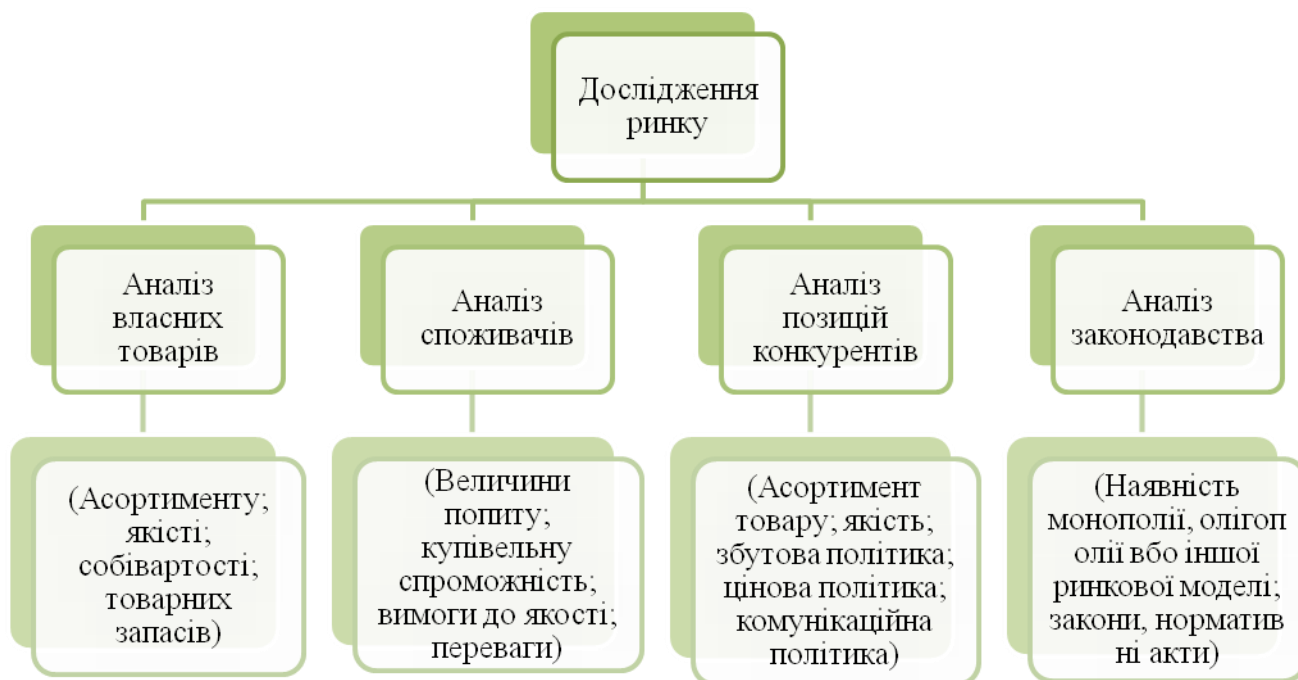 Дослідження
ринку
Аналіз
власних
товарів
Аналіз
споживачів
Аналіз
позицій
конкурентів
Аналіз
законодавства
(Асортименту;
якісті;
собівартості;
товарних
запасів)
(Величини
попиту;
купівельну
спроможність;
вимоги до якості;
переваги)
(Асортимент
товару; якість;
збутова політика;
цінова політика;
комунікаційна
політика)
(Наявність
монополії, олігоп
олії вбо іншої
ринкової моделі;
закони, норматив
ні акти)